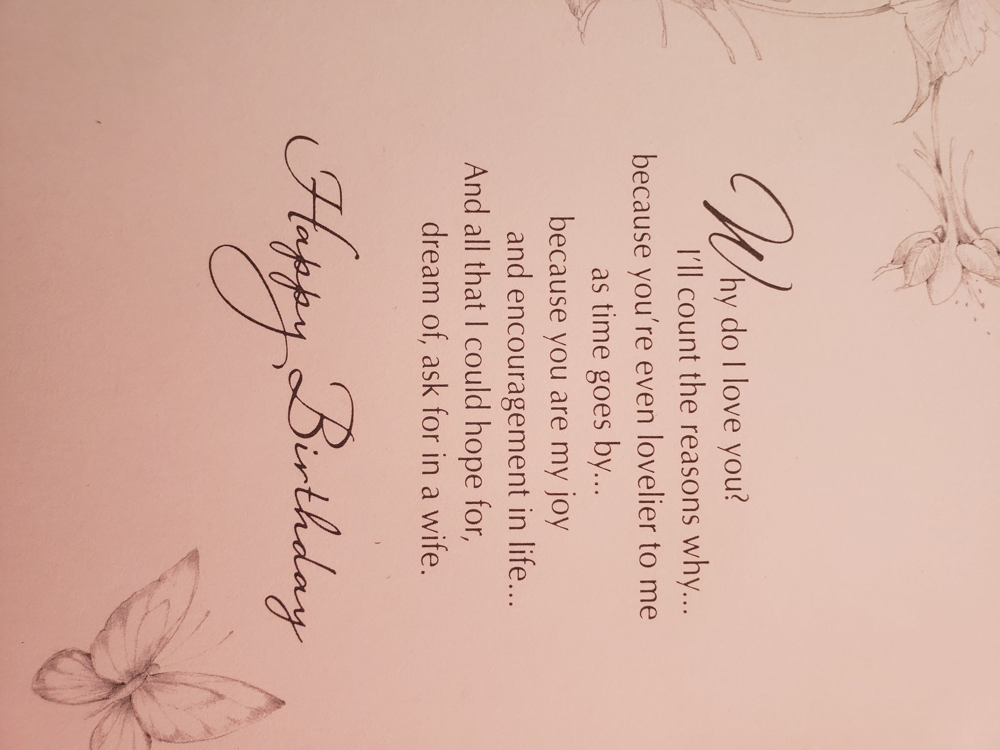 Why do I love you?
I'll count the reasons why...
because you're even lovelier to me
as time goes by...
because you are my joy
and encouragement in life...
And all that I could hope for,
dream of, ask for in a wife.
Happy Birthday